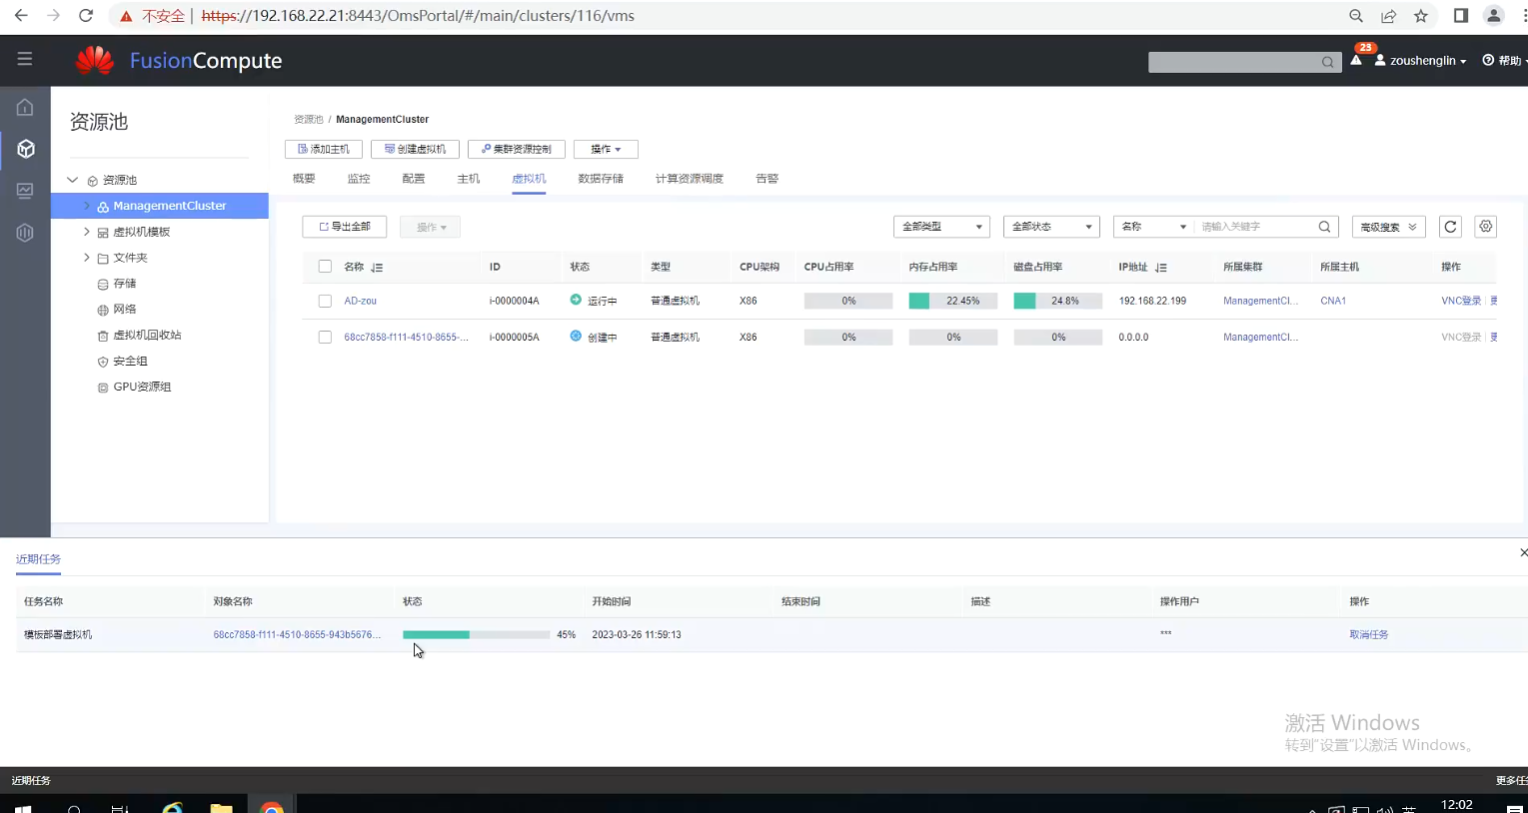 不安全 | https://192.168.22.21:8443/OmsPortal/#/main/clusters/116/vms
FusionCompute
23
zoushenglin
帮助
资源池
资源池 / ManagementCluster
添加主机 创建虚拟机 集群资源控制 操作
资源池
ManagementCluster
虚拟机模板
文件夹
存储
网络
虚拟机回收站
安全组
GPU资源组
概要 监控 配置 主机 虚拟机 数据存储 计算资源调度 告警
导出全部 操作 全部类型 全部状态 名称 请输入关键字 高级搜索
名称 ID 状态 类型 CPU架构 CPU占用率 内存占用率 磁盘占用率 IP地址 所属集群 所属主机 操作
AD-zou i-0000004A 运行中 普通虚拟机 X86 0% 22.45% 24.8% 192.168.22.199 ManagementCl... CNA1 VNC登录
68cc7858-f111-4510-8655-... i-0000005A 创建中 普通虚拟机 X86 0% 0% 0% 0.0.0.0 ManagementCl... VNC登录
近期任务
任务名称 对象名称 状态 开始时间 结束时间 描述 操作用户 操作
模板部署虚拟机 68cc7858-f111-4510-8655-943b5676... 45% 2023-03-26 11:59:13 *** 取消任务
激活 Windows
转到"设置"以激活 Windows。
近期任务
更多任
12:02